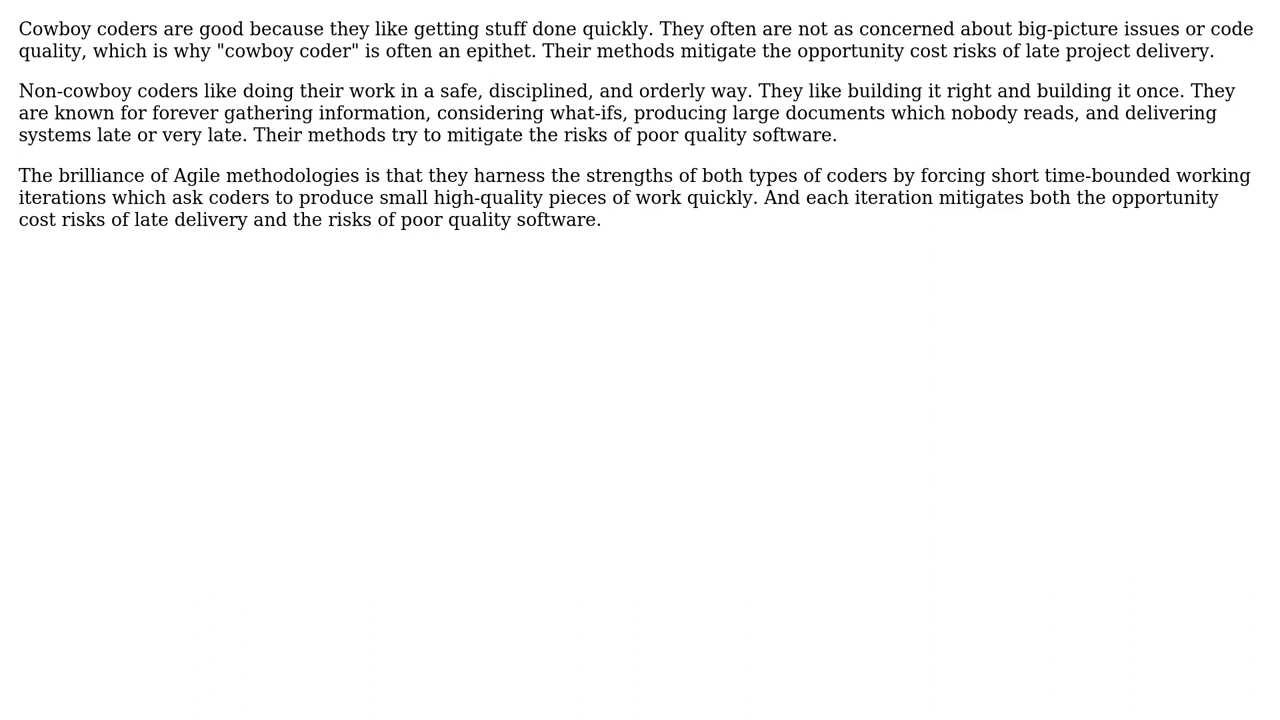 Cowboy coders are good because they like getting stuff done quickly. They often are not as concerned about big-picture issues or code
quality, which is why "cowboy coder" is often an epithet. Their methods mitigate the opportunity cost risks of late project delivery.
Non-cowboy coders like doing their work in a safe, disciplined, and orderly way. They like building it right and building it once. They
are known for forever gathering information, considering what-ifs, producing large documents which nobody reads, and delivering
systems late or very late. Their methods try to mitigate the risks of poor quality software.
The brilliance of Agile methodologies is that they harness the strengths of both types of coders by forcing short time-bounded working
iterations which ask coders to produce small high-quality pieces of work quickly. And each iteration mitigates both the opportunity
cost risks of late delivery and the risks of poor quality software.